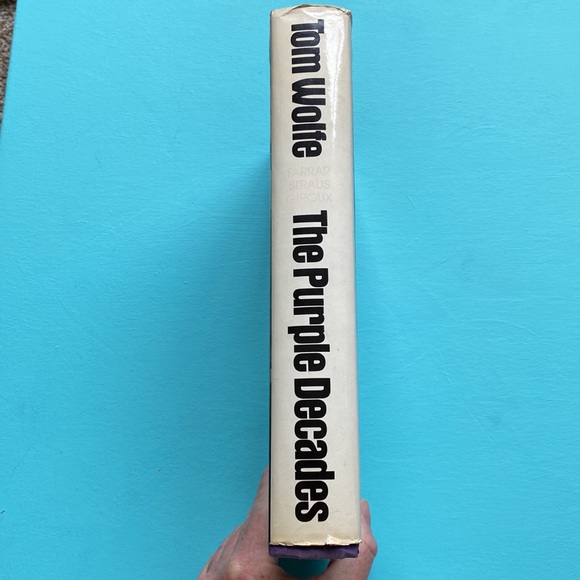 Tom Wolfe
FARRAR
STRAUS
GIROUX
The Purple Decades